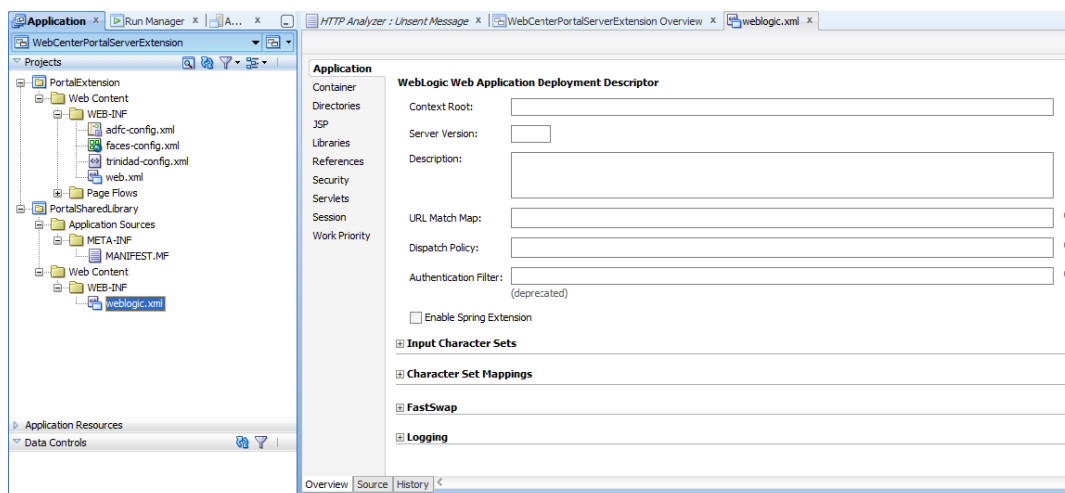 Application x Run Manager x A... x
HTTP Analyzer : Unsent Message x WebCenterPortalServerExtension Overview x weblogic.xml x
WebCenterPortalServerExtension
Projects
PortalExtension
Web Content
WEB-INF
adfc-config.xml
faces-config.xml
trinidad-config.xml
web.xml
Page Flows
PortalSharedLibrary
Application Sources
META-INF
MANIFEST.MF
Web Content
WEB-INF
weblogic.xml
Application Resources
Data Controls
Application
Container
Directories
JSP
Libraries
References
Security
Servlets
Session
Work Priority
WebLogic Web Application Deployment Descriptor
Context Root:
Server Version:
Description:
URL Match Map:
Dispatch Policy:
Authentication Filter:
(deprecated)
Enable Spring Extension
Input Character Sets
Character Set Mappings
FastSwap
Logging
Overview Source History